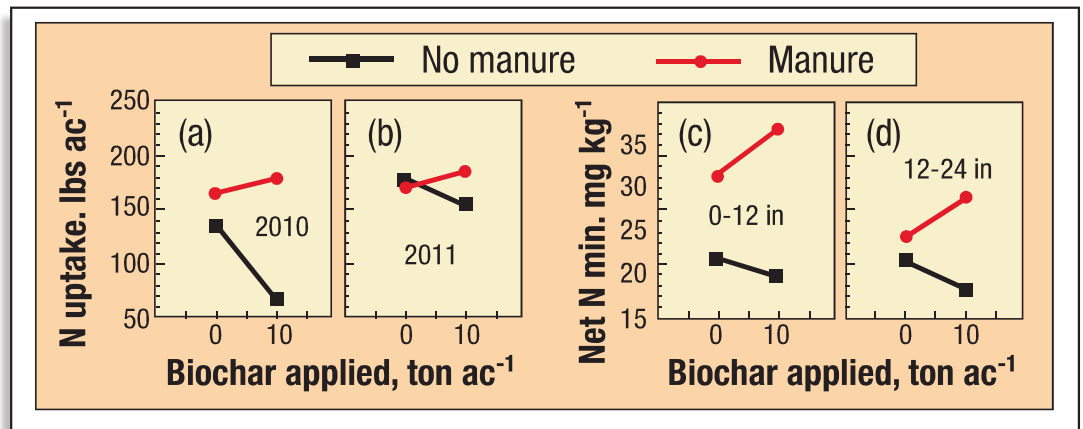 No manure
Manure
N uptake. lbs ac⁻¹
250
200
150
100
50
(a)
2010
0
10
(b)
2011
0
10
Biochar applied, ton ac⁻¹
Net N min. mg kg⁻¹
35
30
25
20
15
(c)
0-12 in
0
10
(d)
12-24 in
0
10
Biochar applied, ton ac⁻¹